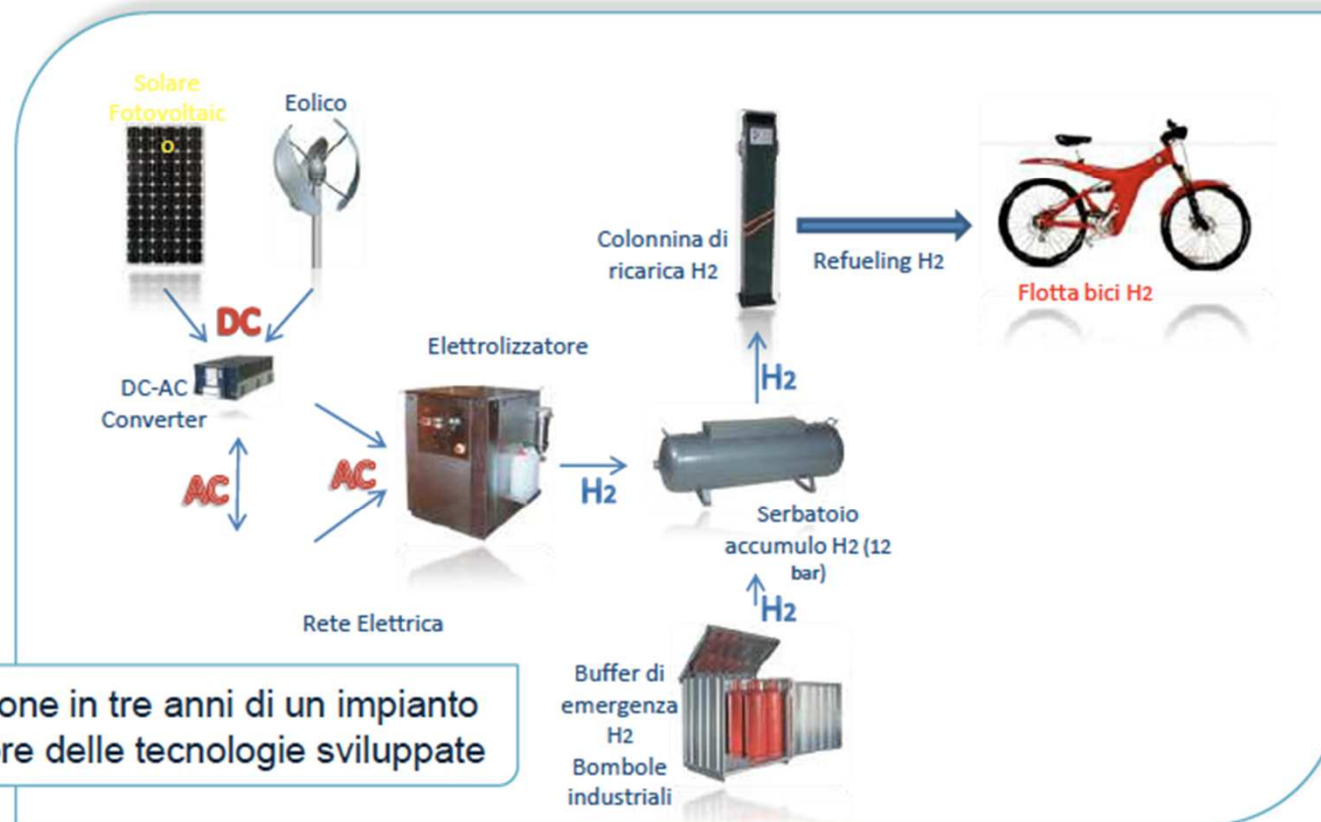 Solare
Fotovoltaic
o
Eolico
DC
DC-AC
Converter
AC
AC
Elettrolizzatore
H2
Rete Elettrica
Colonnina di
ricarica H2
Refueling H2
Flotta bici H2
H2
Serbatoio
accumulo H2 (12
bar)
H2
Buffer di
emergenza
H2
Bombole
industriali
one in tre anni di un impianto
re delle tecnologie sviluppate